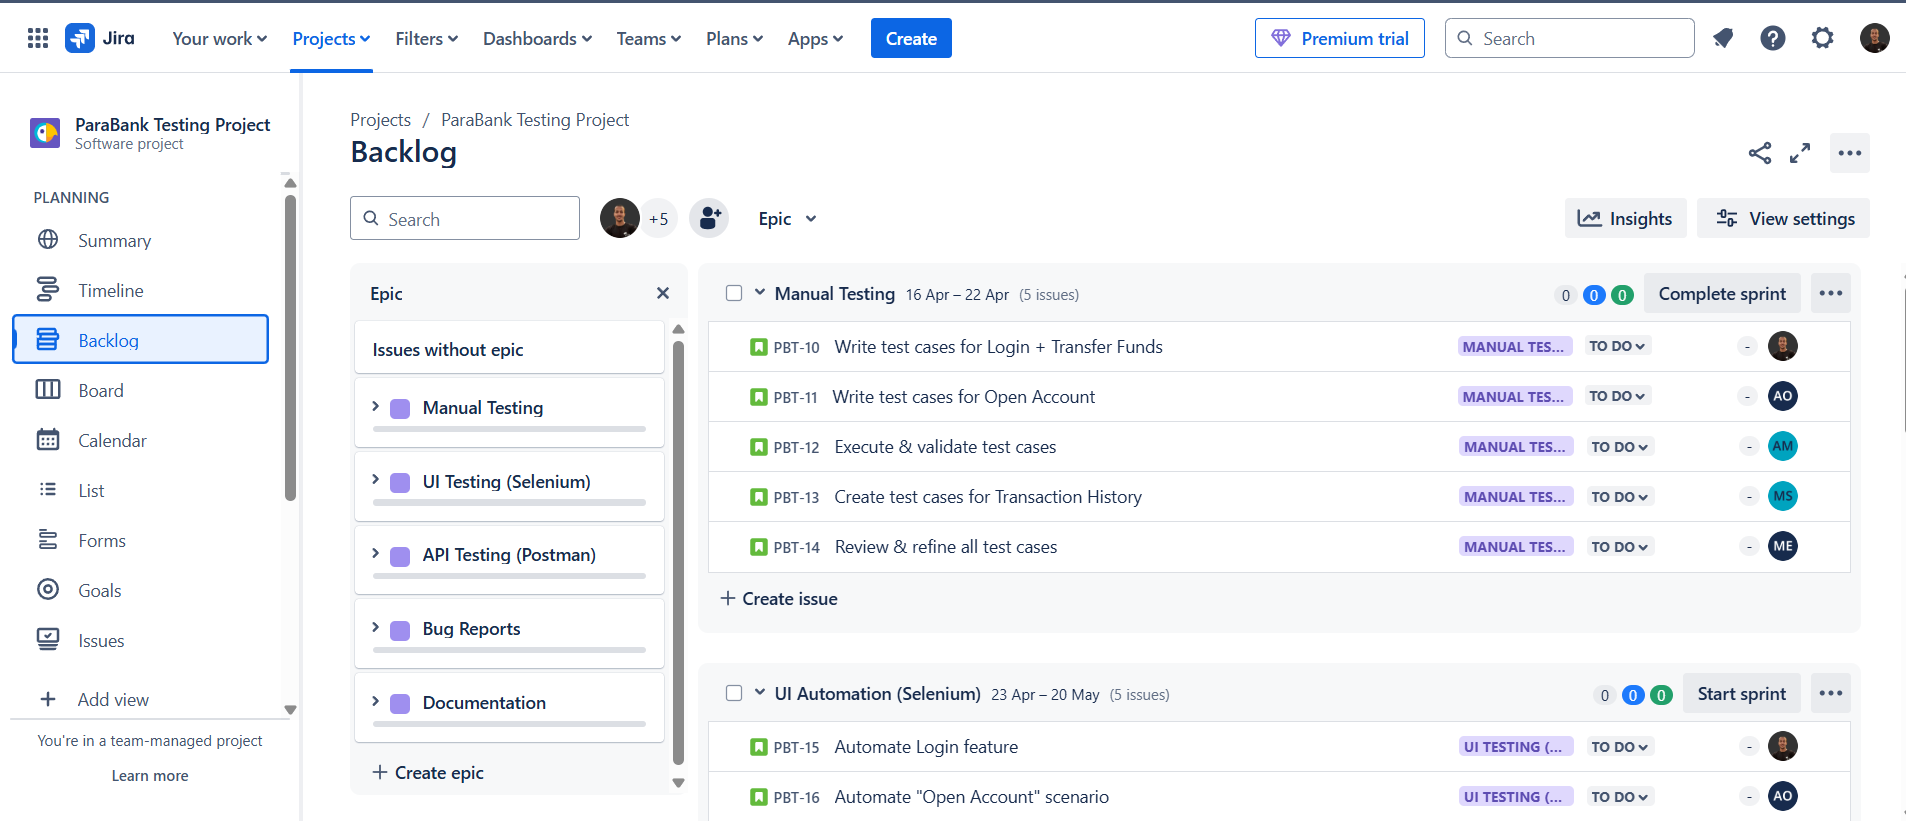 Jira
Your work
Projects
Filters
Dashboards
Teams
Plans
Apps
Create
Premium trial
Search
ParaBank Testing Project
Software project
PLANNING
Summary
Timeline
Backlog
Board
Calendar
List
Forms
Goals
Issues
Add view
You're in a team-managed project
Learn more
Projects / ParaBank Testing Project
Backlog
Search
+5
Epic
Insights
View settings
Epic
Issues without epic
Manual Testing
UI Testing (Selenium)
API Testing (Postman)
Bug Reports
Documentation
Create epic
Manual Testing 16 Apr – 22 Apr (5 issues) 0 0 0 Complete sprint
PBT-10 Write test cases for Login + Transfer Funds MANUAL TES... TO DO -
PBT-11 Write test cases for Open Account MANUAL TES... TO DO - AO
PBT-12 Execute & validate test cases MANUAL TES... TO DO - AM
PBT-13 Create test cases for Transaction History MANUAL TES... TO DO - MS
PBT-14 Review & refine all test cases MANUAL TES... TO DO - ME
Create issue
UI Automation (Selenium) 23 Apr – 20 May (5 issues) 0 0 0 Start sprint
PBT-15 Automate Login feature UI TESTING (... TO DO -
PBT-16 Automate "Open Account" scenario UI TESTING (... TO DO - AO